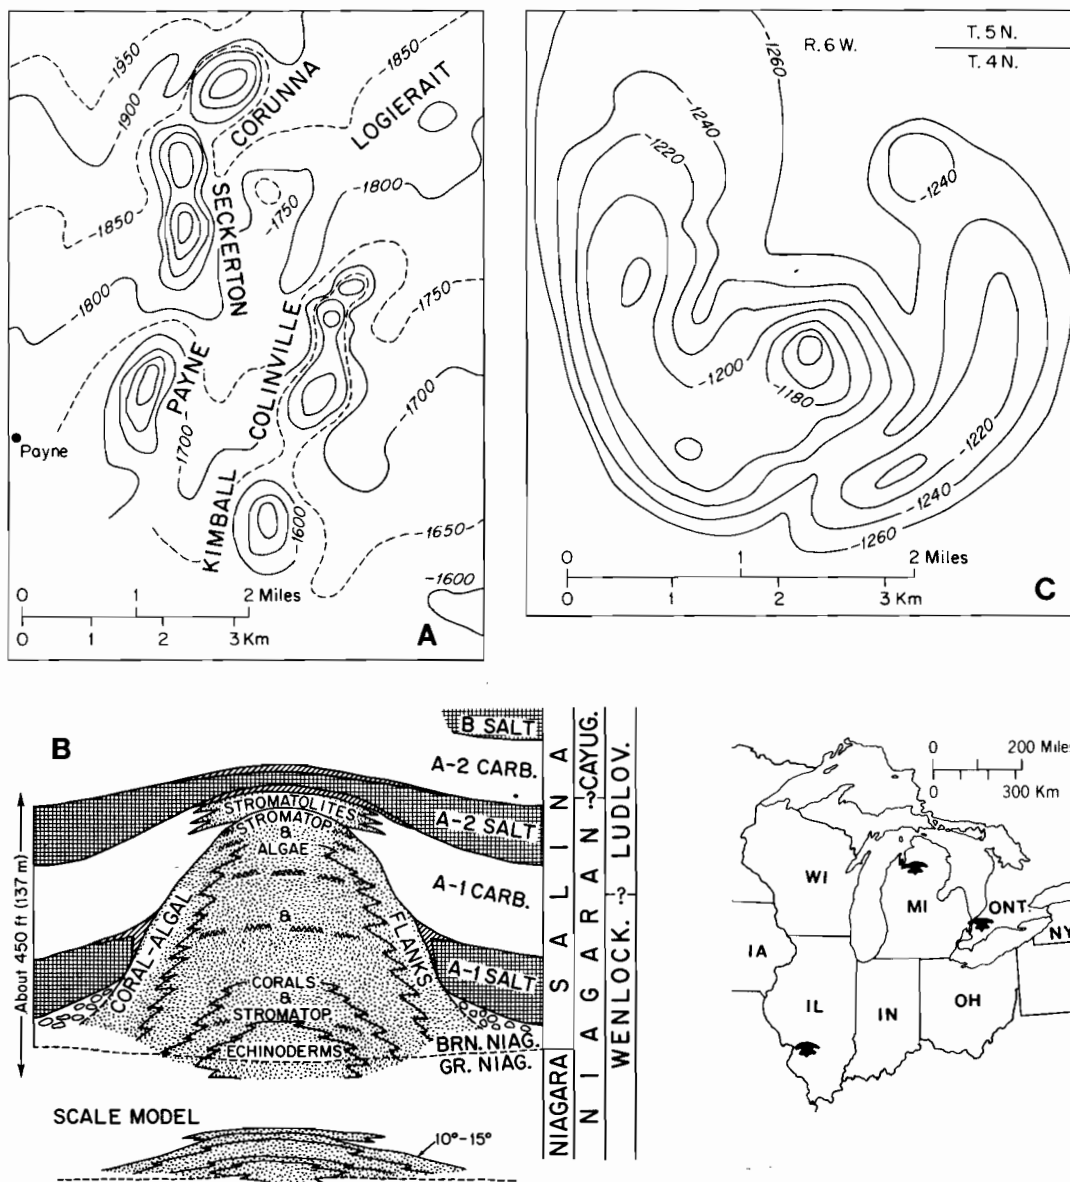 -1950
-1900
-1850
CORUNNA
-1850
LOGIERAIT
SECKERTON
-1800
-1750
-1850
-1800
-1750
COLINVILLE
PAYNE
-1700
-1700
Payne
KIMBALL
-1600
-1650
-1600
0 1 2 Miles
0 1 2 3 Km
A
R. 6 W.
T. 5 N.
T. 4 N.
-1260
-1240
-1220
-1240
-1200
-1180
-1220
-1240
-1260
0 1 2 Miles
0 1 2 3 Km
C
B
B SALT
A-2 CARB.
STROMATOLITES
A-2 SALT
STROMATOP.
&
ALGAE
A-1 CARB.
&
CORAL-ALGAL
FLANKS
A-1 SALT
CORALS
&
STROMATOP.
BRN. NIAG.
ECHINODERMS
GR. NIAG.
About 450 ft (137 m)
NIAGARA
SALINA
NIAGARAN
-?-
CAYUG.
WENLOCK.
-?-
LUDLOV.
SCALE MODEL
10°-15°
0 200 Miles
0 300 Km
WI
MI
ONT.
NY
IA
IL
IN
OH